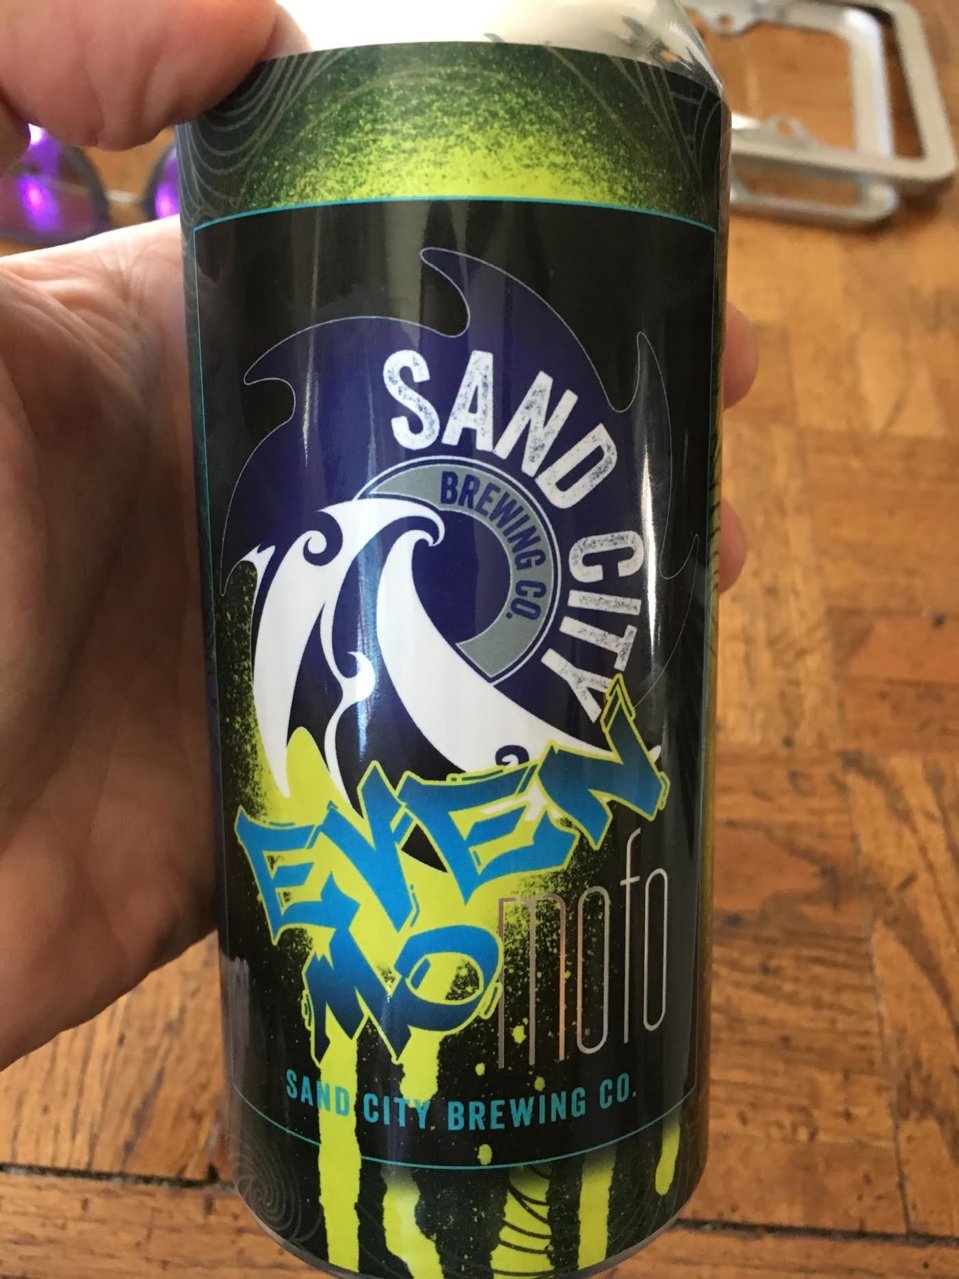 SAND CITY
BREWING CO.
EVEN
MO
mofo
SAND CITY BREWING CO.